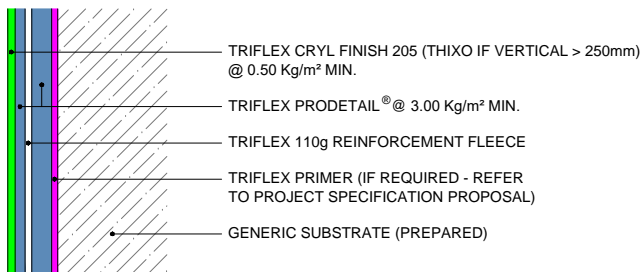 TRIFLEX CRYL FINISH 205 (THIXO IF VERTICAL > 250mm)
@ 0.50 Kg/m² MIN.
TRIFLEX PRODETAIL® @ 3.00 Kg/m² MIN.
TRIFLEX 110g REINFORCEMENT FLEECE
TRIFLEX PRIMER (IF REQUIRED - REFER
TO PROJECT SPECIFICATION PROPOSAL)
GENERIC SUBSTRATE (PREPARED)